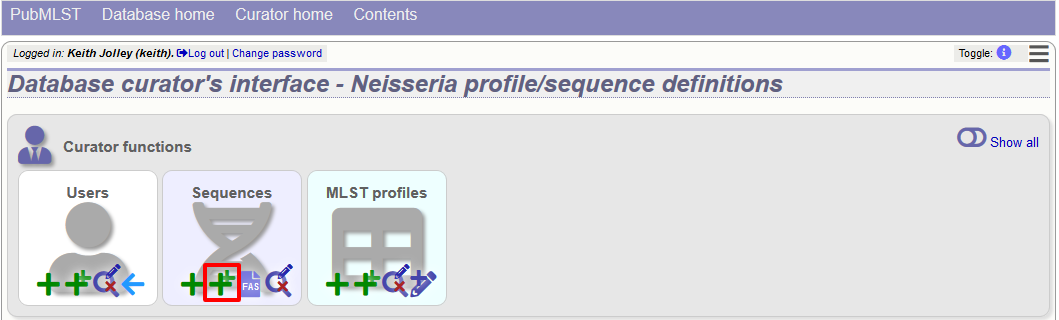 PubMLST Database home Curator home Contents
Logged in: Keith Jolley (keith). Log out | Change password Toggle: i
Database curator's interface - Neisseria profile/sequence definitions
Curator functions Show all
Users Sequences MLST profiles
FAS